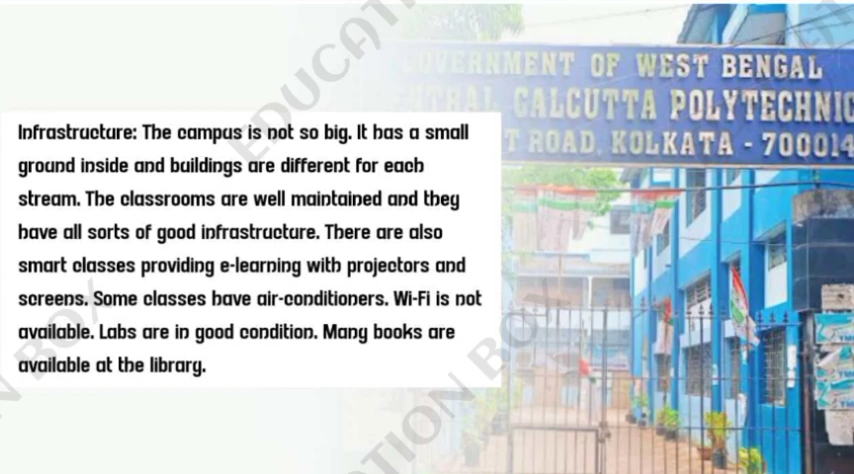 GOVERNMENT OF WEST BENGAL
CALCUTTA POLYTECHNIC
ROAD, KOLKATA - 700014
Infrastructure: The campus is not so big. It has a small
ground inside and buildings are different for each
stream. The classrooms are well maintained and they
have all sorts of good infrastructure. There are also
smart classes providing e-learning with projectors and
screens. Some classes have air-conditioners. Wi-Fi is not
available. Labs are in good condition. Many books are
available at the library.
EDUCATION BOX